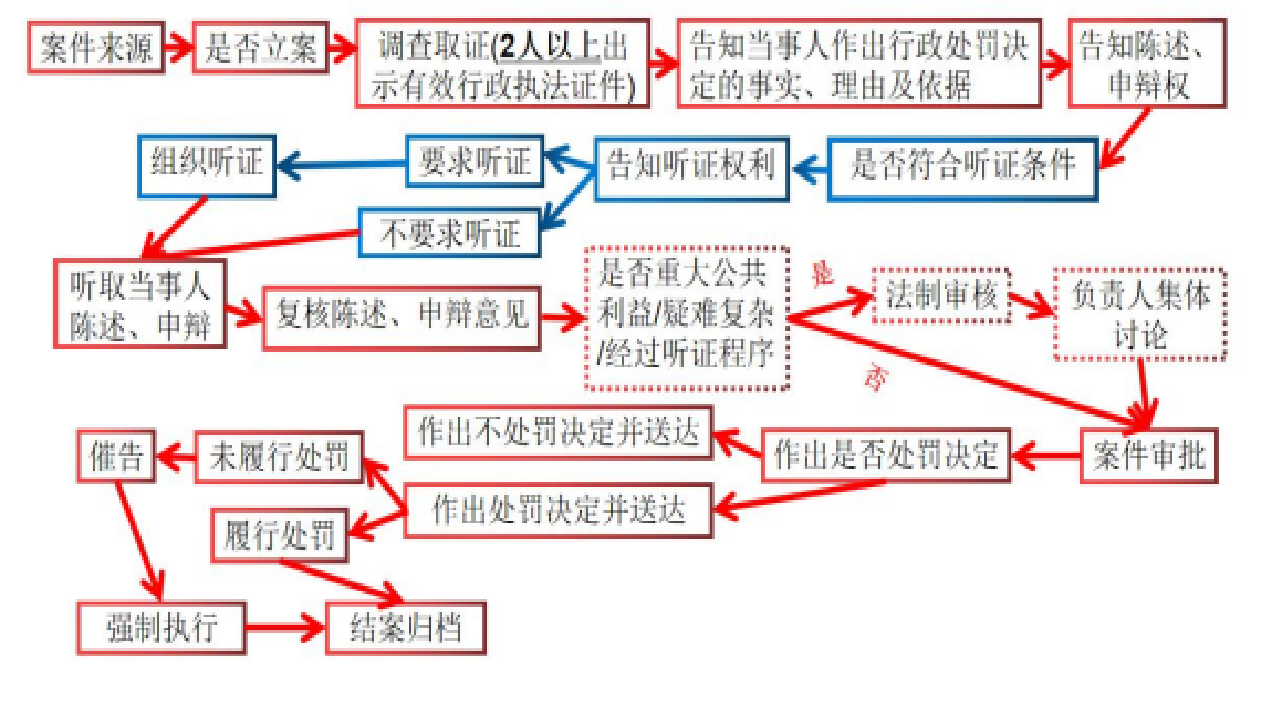 案件来源
是否立案
调查取证(2人以上出
示有效行政执法证件)
告知当事人作出行政处罚决
定的事实、理由及依据
告知陈述、
申辩权
是否符合听证条件
告知听证权利
要求听证
不要求听证
组织听证
听取当事人
陈述、申辩
复核陈述、申辩意见
是否重大公共
利益/疑难复杂
/经过听证程序
是
否
法制审核
负责人集体
讨论
案件审批
作出是否处罚决定
作出不处罚决定并送达
作出处罚决定并送达
未履行处罚
履行处罚
催告
强制执行
结案归档